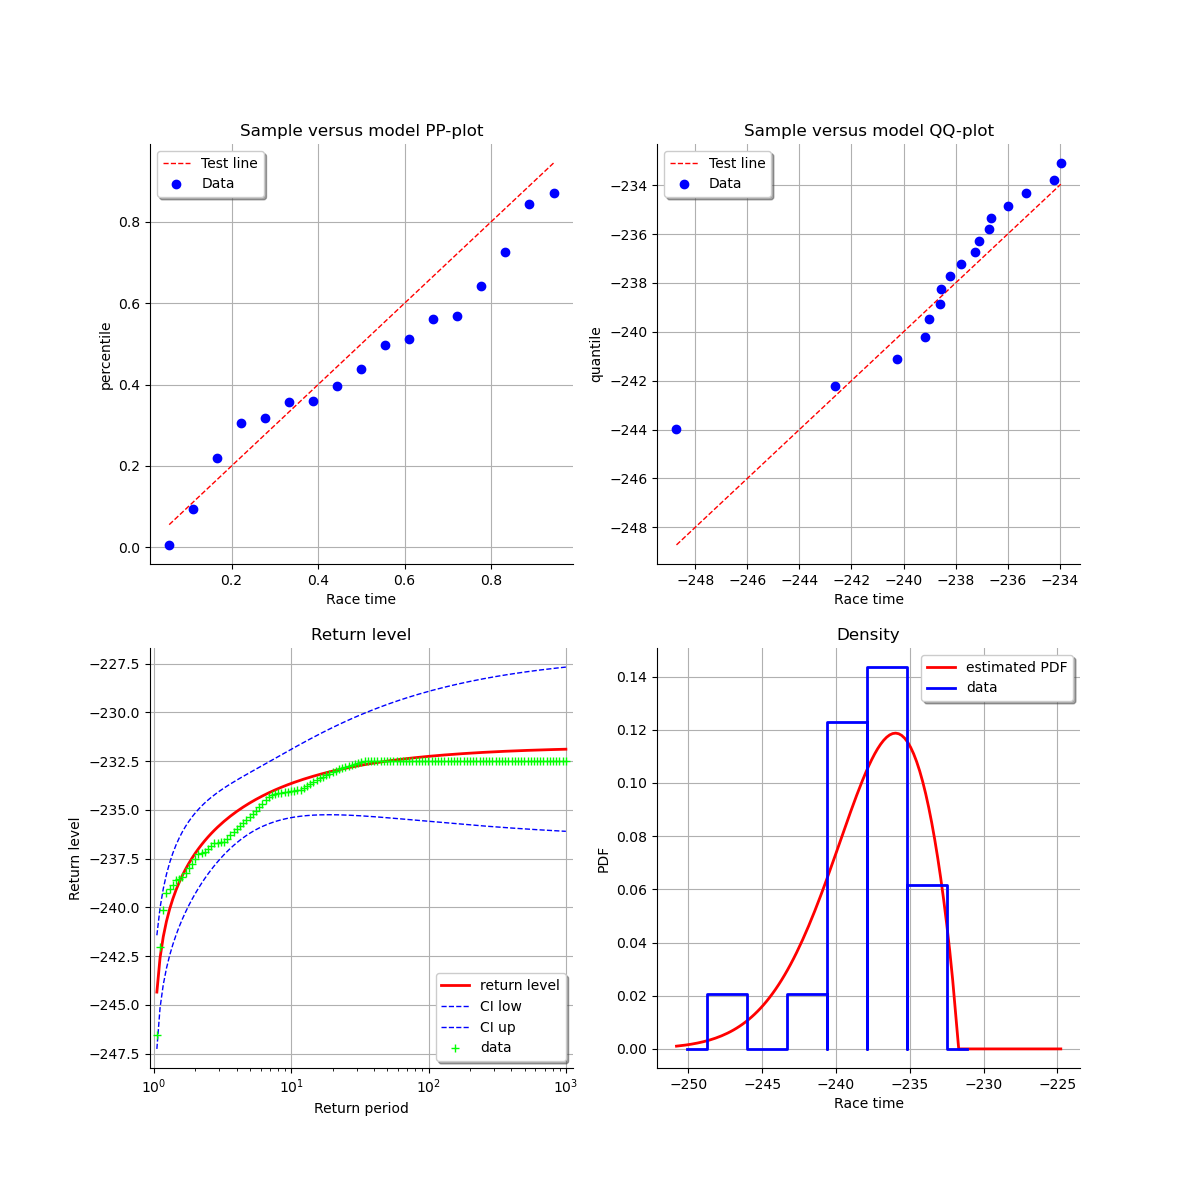 Sample versus model PP-plot
Test line
Data
0.8
0.6
0.4
0.2
0.0
percentile
0.2 0.4 0.6 0.8
Race time
Sample versus model QQ-plot
Test line
Data
−234
−236
−238
−240
−242
−244
−246
−248
quantile
−248 −246 −244 −242 −240 −238 −236 −234
Race time
Return level
−227.5
−230.0
−232.5
−235.0
−237.5
−240.0
−242.5
−245.0
−247.5
Return level
return level
CI low
CI up
data
10⁰ 10¹ 10² 10³
Return period
Density
estimated PDF
data
0.14
0.12
0.10
0.08
0.06
0.04
0.02
0.00
PDF
−250 −245 −240 −235 −230 −225
Race time